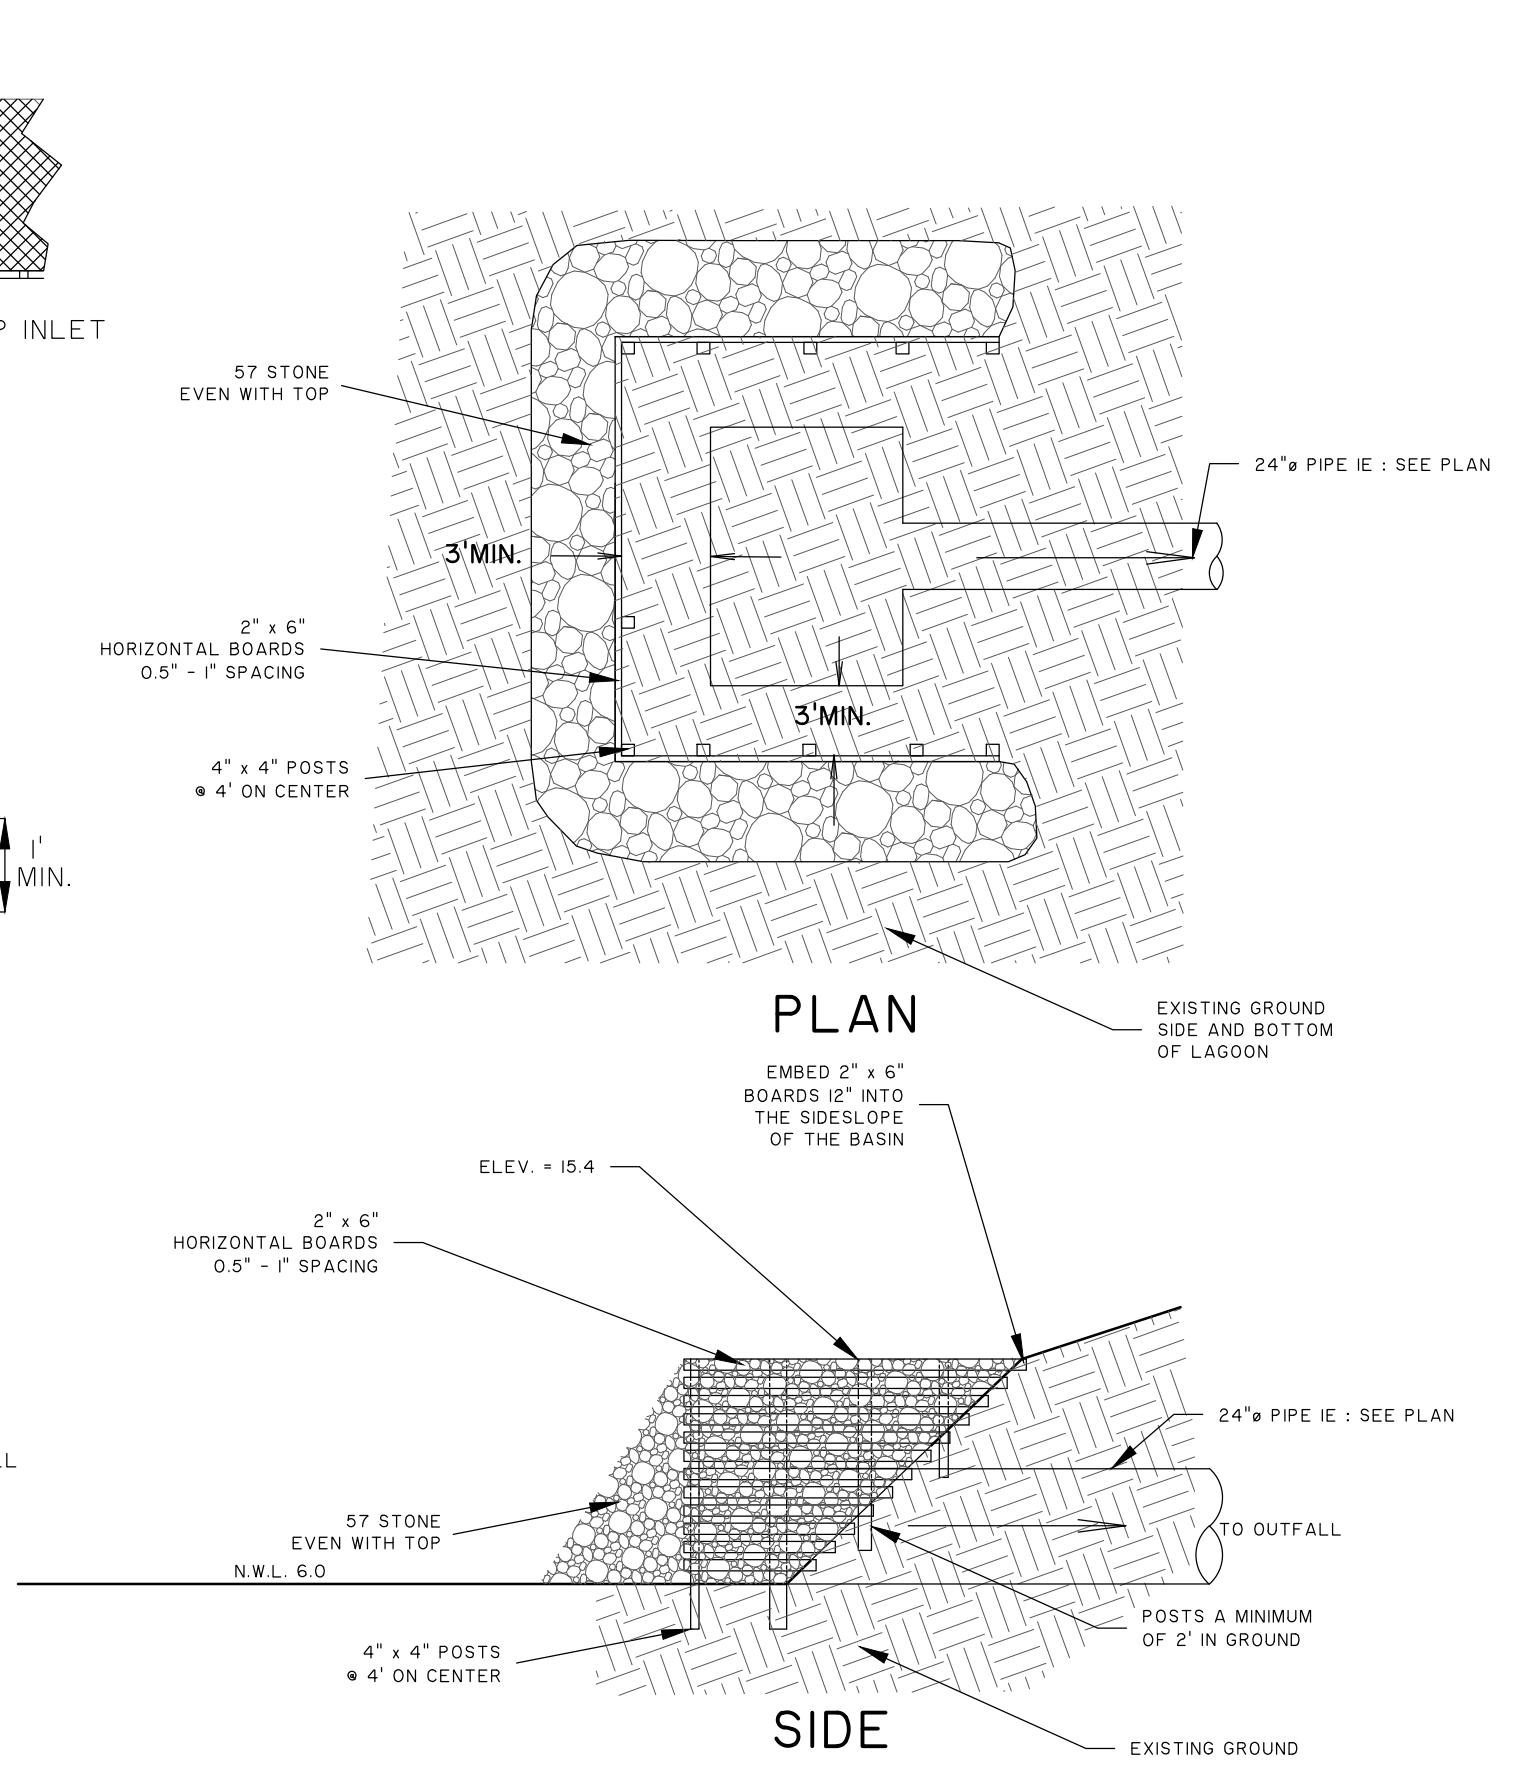 P INLET
57 STONE
EVEN WITH TOP
24"ø PIPE IE : SEE PLAN
3'MIN.
2" x 6"
HORIZONTAL BOARDS
0.5" - 1" SPACING
3'MIN.
4" x 4" POSTS
@ 4' ON CENTER
1'
MIN.
PLAN
EXISTING GROUND
SIDE AND BOTTOM
OF LAGOON
EMBED 2" x 6"
BOARDS 12" INTO
THE SIDESLOPE
OF THE BASIN
ELEV. = 15.4
2" x 6"
HORIZONTAL BOARDS
0.5" - 1" SPACING
24"ø PIPE IE : SEE PLAN
57 STONE
EVEN WITH TOP
TO OUTFALL
N.W.L. 6.0
POSTS A MINIMUM
OF 2' IN GROUND
4" x 4" POSTS
@ 4' ON CENTER
SIDE
EXISTING GROUND